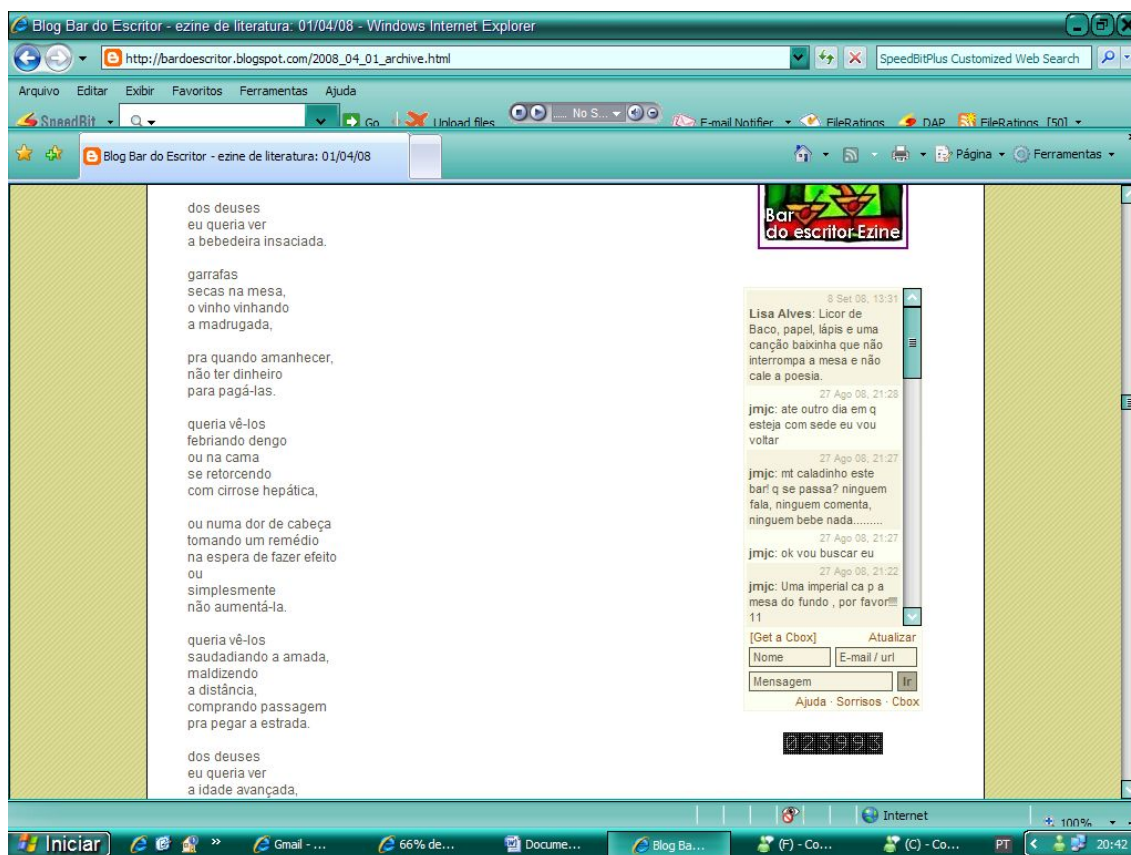 Blog Bar do Escritor - ezine de literatura: 01/04/08 - Windows Internet Explorer
http://bardoescritor.blogspot.com/2008_04_01_archive.html
SpeedBitPlus Customized Web Search
Arquivo Editar Exibir Favoritos Ferramentas Ajuda
SpeedBit Go Upload files ...... No S... E-mail Notifier FileRatings DAP FileRatings [50]
Blog Bar do Escritor - ezine de literatura: 01/04/08
Página Ferramentas
dos deuses
eu queria ver
a bebedeira insaciada.
garrafas
secas na mesa,
o vinho vinhando
a madrugada,
pra quando amanhecer,
não ter dinheiro
para pagá-las.
queria vê-los
febriando dengo
ou na cama
se retorcendo
com cirrose hepática,
ou numa dor de cabeça
tomando um remédio
na espera de fazer efeito
ou
simplesmente
não aumentá-la.
queria vê-los
saudadiando a amada,
maldizendo
a distância,
comprando passagem
pra pegar a estrada.
dos deuses
eu queria ver
a idade avançada,
Bar
do escritor Ezine
8 Set 08, 13:31
Lisa Alves: Licor de
Baco, papel, lápis e uma
canção baixinha que não
interrompa a mesa e não
cale a poesia.
27 Ago 08, 21:28
jmjc: ate outro dia em q
esteja com sede eu vou
voltar
27 Ago 08, 21:27
jmjc: mt caladinho este
bar! q se passa? ninguem
fala, ninguem comenta,
ninguem bebe nada.........
27 Ago 08, 21:27
jmjc: ok vou buscar eu
27 Ago 08, 21:22
jmjc: Uma imperial ca p a
mesa do fundo , por favor!!!!
11
[Get a Cbox] Atualizar
Nome E-mail / url
Mensagem Ir
Ajuda · Sorrisos · Cbox
023993
Internet 100%
Iniciar » Gmail - ... 66% de... Docume... Blog Ba... (F) - Co... (C) - Co... PT 20:42